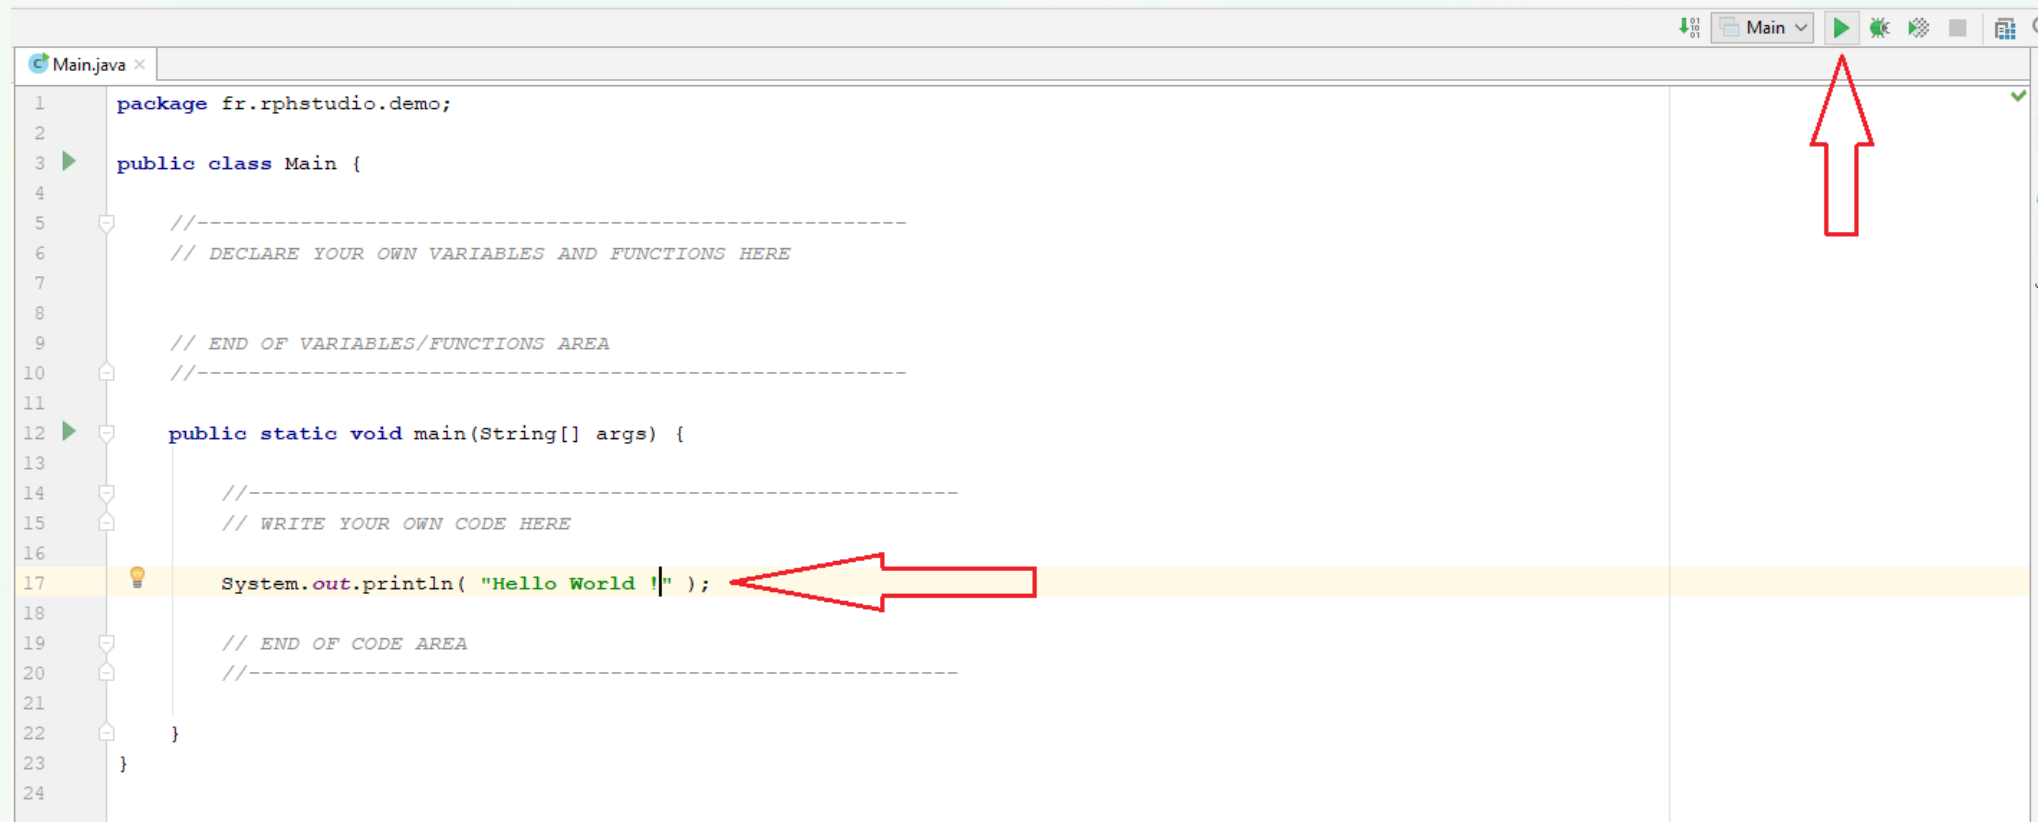 Main
Main.java
1 package fr.rphstudio.demo;
2
3 public class Main {
4
5 //-------------------------------------------------------
6 // DECLARE YOUR OWN VARIABLES AND FUNCTIONS HERE
7
8
9 // END OF VARIABLES/FUNCTIONS AREA
10 //-------------------------------------------------------
11
12 public static void main(String[] args) {
13
14 //-------------------------------------------------------
15 // WRITE YOUR OWN CODE HERE
16
17 System.out.println( "Hello World !" );
18
19 // END OF CODE AREA
20 //-------------------------------------------------------
21
22 }
23 }
24